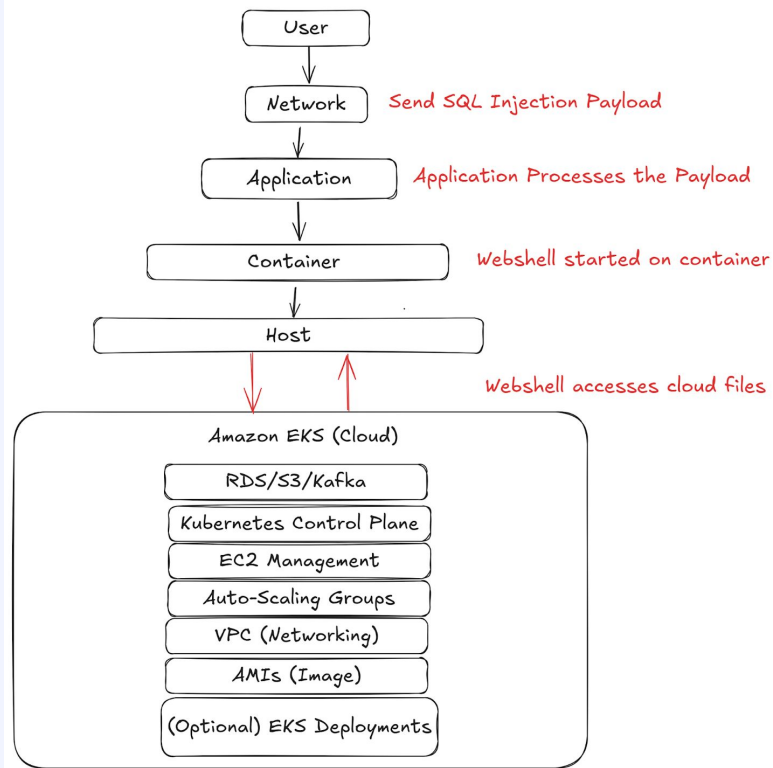 User
Network
Send SQL Injection Payload
Application
Application Processes the Payload
Container
Webshell started on container
Host
Webshell accesses cloud files
Amazon EKS (Cloud)
RDS/S3/Kafka
Kubernetes Control Plane
EC2 Management
Auto-Scaling Groups
VPC (Networking)
AMIs (Image)
(Optional) EKS Deployments